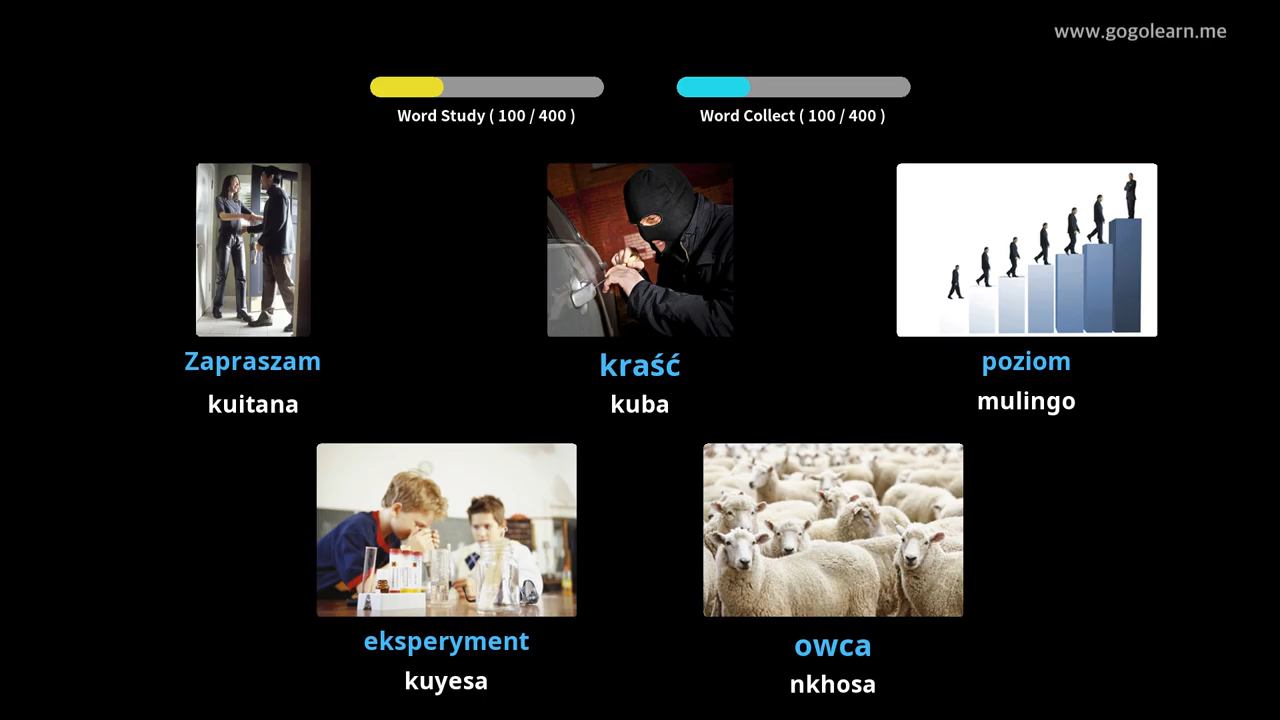 www.gogolearn.me
Word Study ( 100 / 400 )
Word Collect ( 100 / 400 )
Zapraszam
kuitana
kraść
kuba
poziom
mulingo
eksperyment
kuyesa
owca
nkhosa